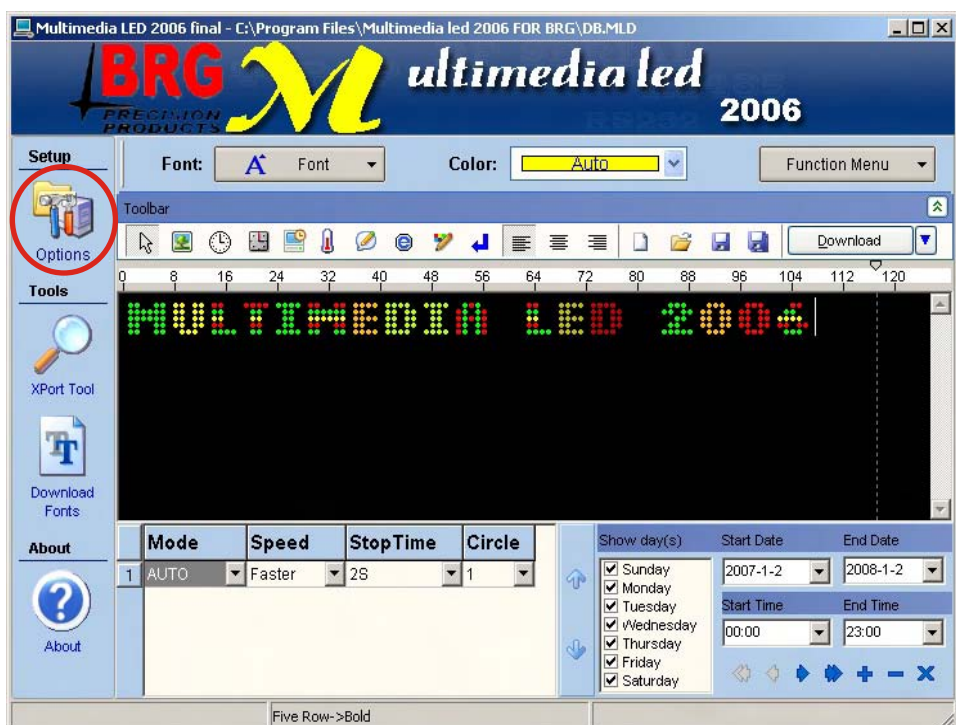 Multimedia LED 2006 final - C:\Program Files\Multimedia led 2006 FOR BRG\DB.MLD
BRG
PRECISION
PRODUCTS
Multimedia led
2006
RS232
Setup
Font: A Font Color: Auto Function Menu
Toolbar
Options
Download
0 8 16 24 32 40 48 56 64 72 80 88 96 104 112 120
Tools
MULTIMEDIA LED 2006
XPort Tool
Download
Fonts
Mode Speed StopTime Circle
1 AUTO Faster 2S 1
Show day(s) Start Date End Date
Sunday
Monday
Tuesday
Wednesday
Thursday
Friday
Saturday
2007-1-2 2008-1-2
Start Time End Time
00:00 23:00
About
About
Five Row->Bold